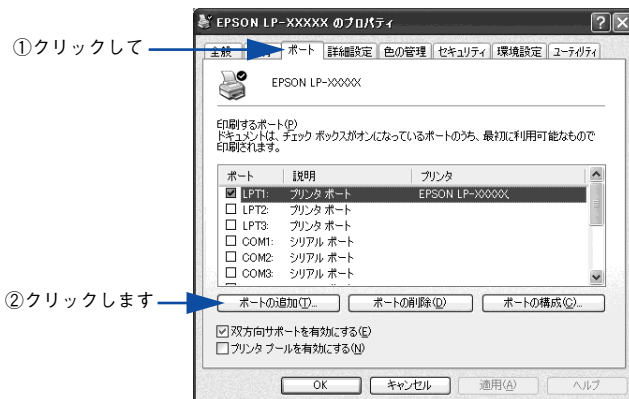 EPSON LP-XXXXX のプロパティ
①クリックして
全般
ポート
詳細設定
色の管理
セキュリティ
環境設定
ユーティリティ
EPSON LP-XXXXX
印刷するポート(P)
ドキュメントは、チェック ボックスがオンになっているポートのうち、最初に利用可能なもので
印刷されます。
ポート 説明 プリンタ
LPT1: プリンタ ポート EPSON LP-XXXXX
LPT2: プリンタ ポート
LPT3: プリンタ ポート
COM1: シリアル ポート
COM2: シリアル ポート
COM3: シリアル ポート
②クリックします
ポートの追加(T)... ポートの削除(D) ポートの構成(C)...
双方向サポートを有効にする(E)
プリンタ プールを有効にする(N)
OK キャンセル 適用(A) ヘルプ